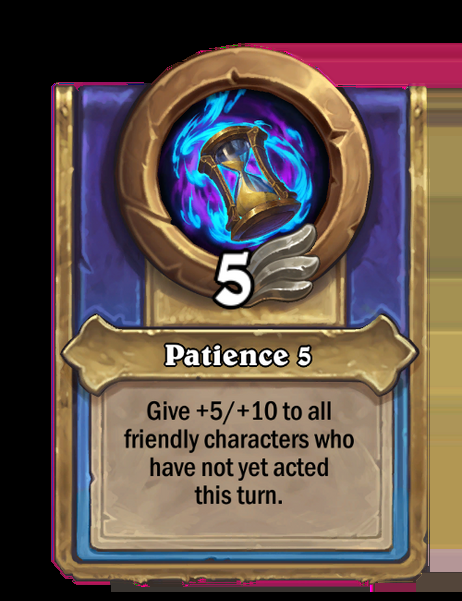 5
Patience 5
Give +5/+10 to all
friendly characters who
have not yet acted
this turn.